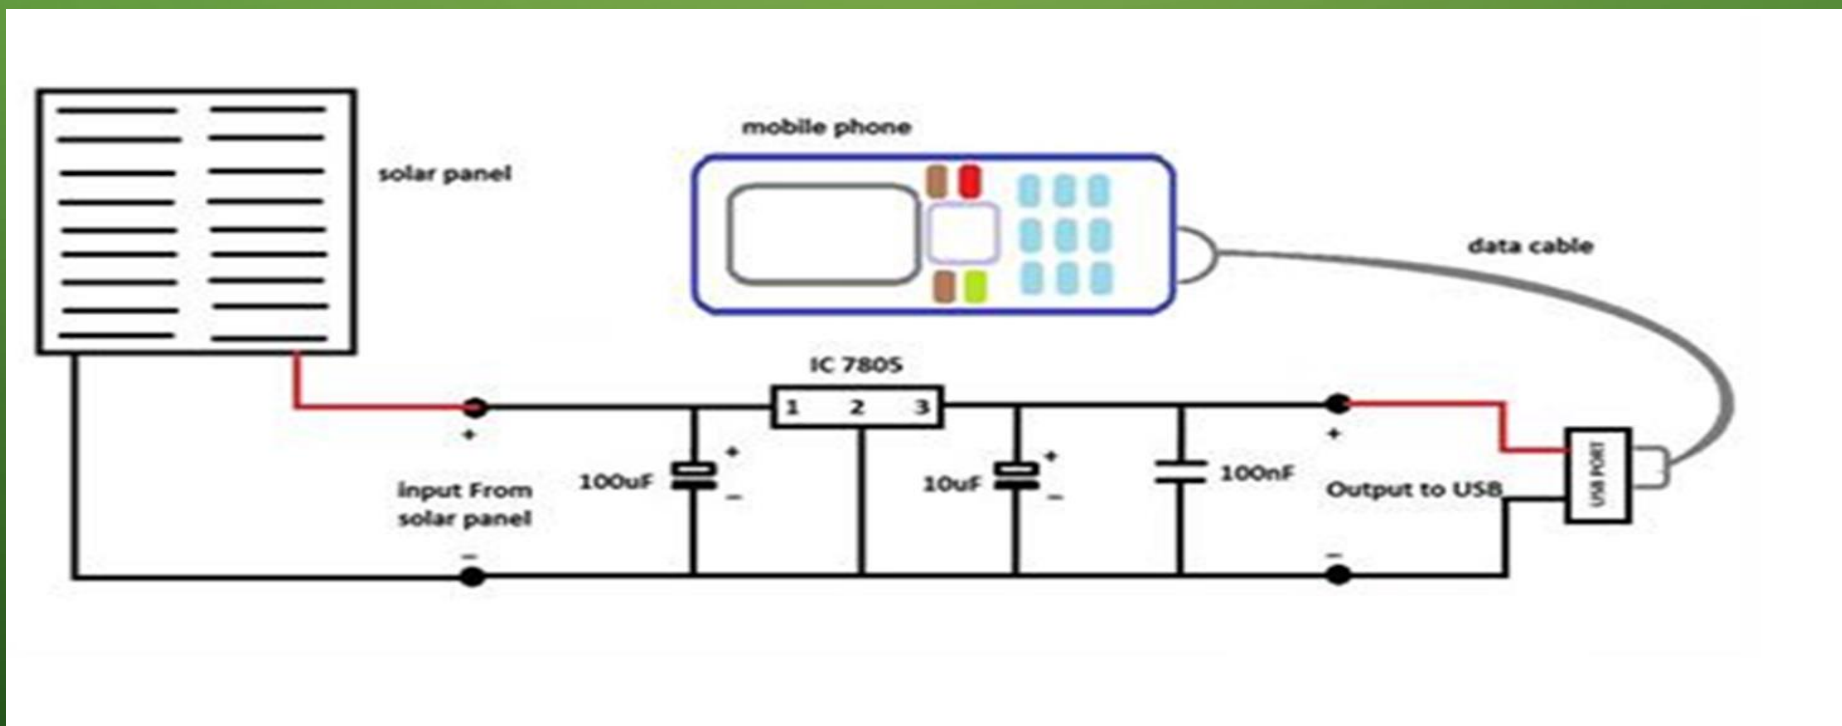 mobile phone
solar panel
data cable
IC 7805
1 2 3
+
+
+
+
100uF
10uF
100nF
input From
solar panel
Output to USB
USB PORT
−
−
−
−